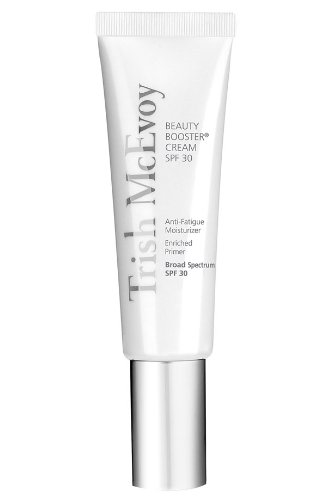 Trish McEvoy
BEAUTY
BOOSTER®
CREAM
SPF 30
Anti-Fatigue
Moisturizer
Enriched
Primer
Broad Spectrum
SPF 30